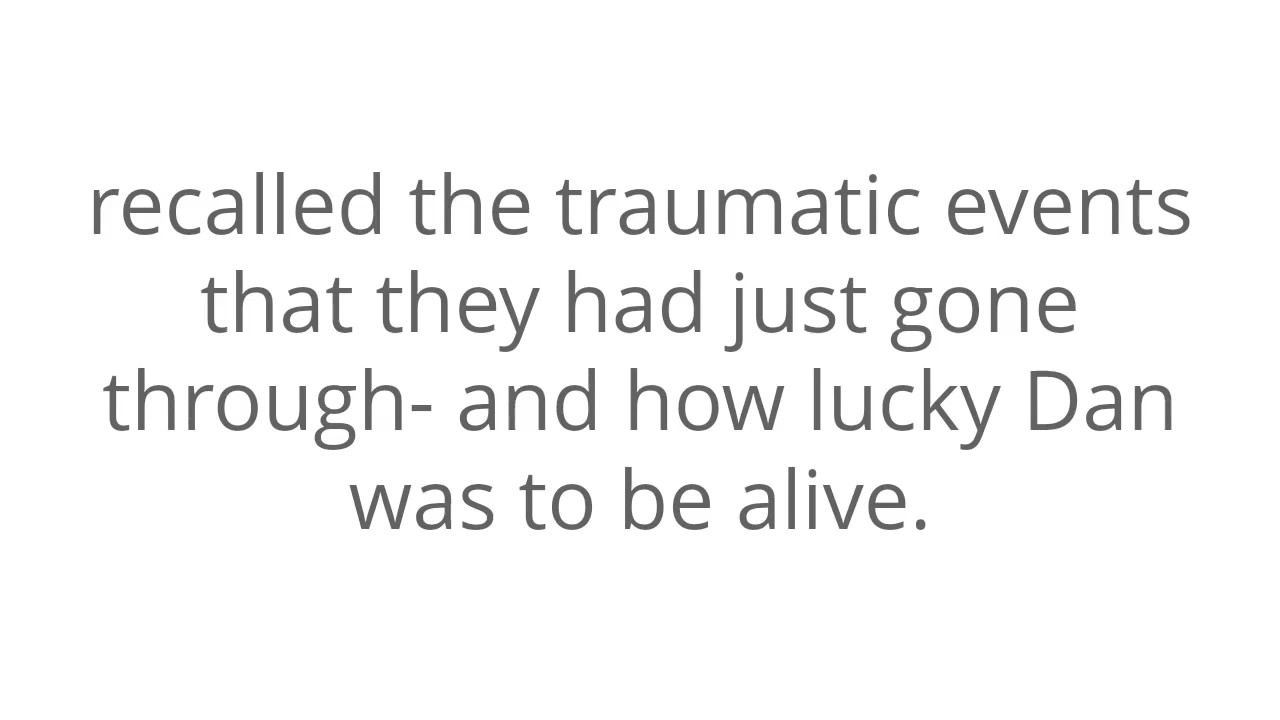 recalled the traumatic events
that they had just gone
through- and how lucky Dan
was to be alive.